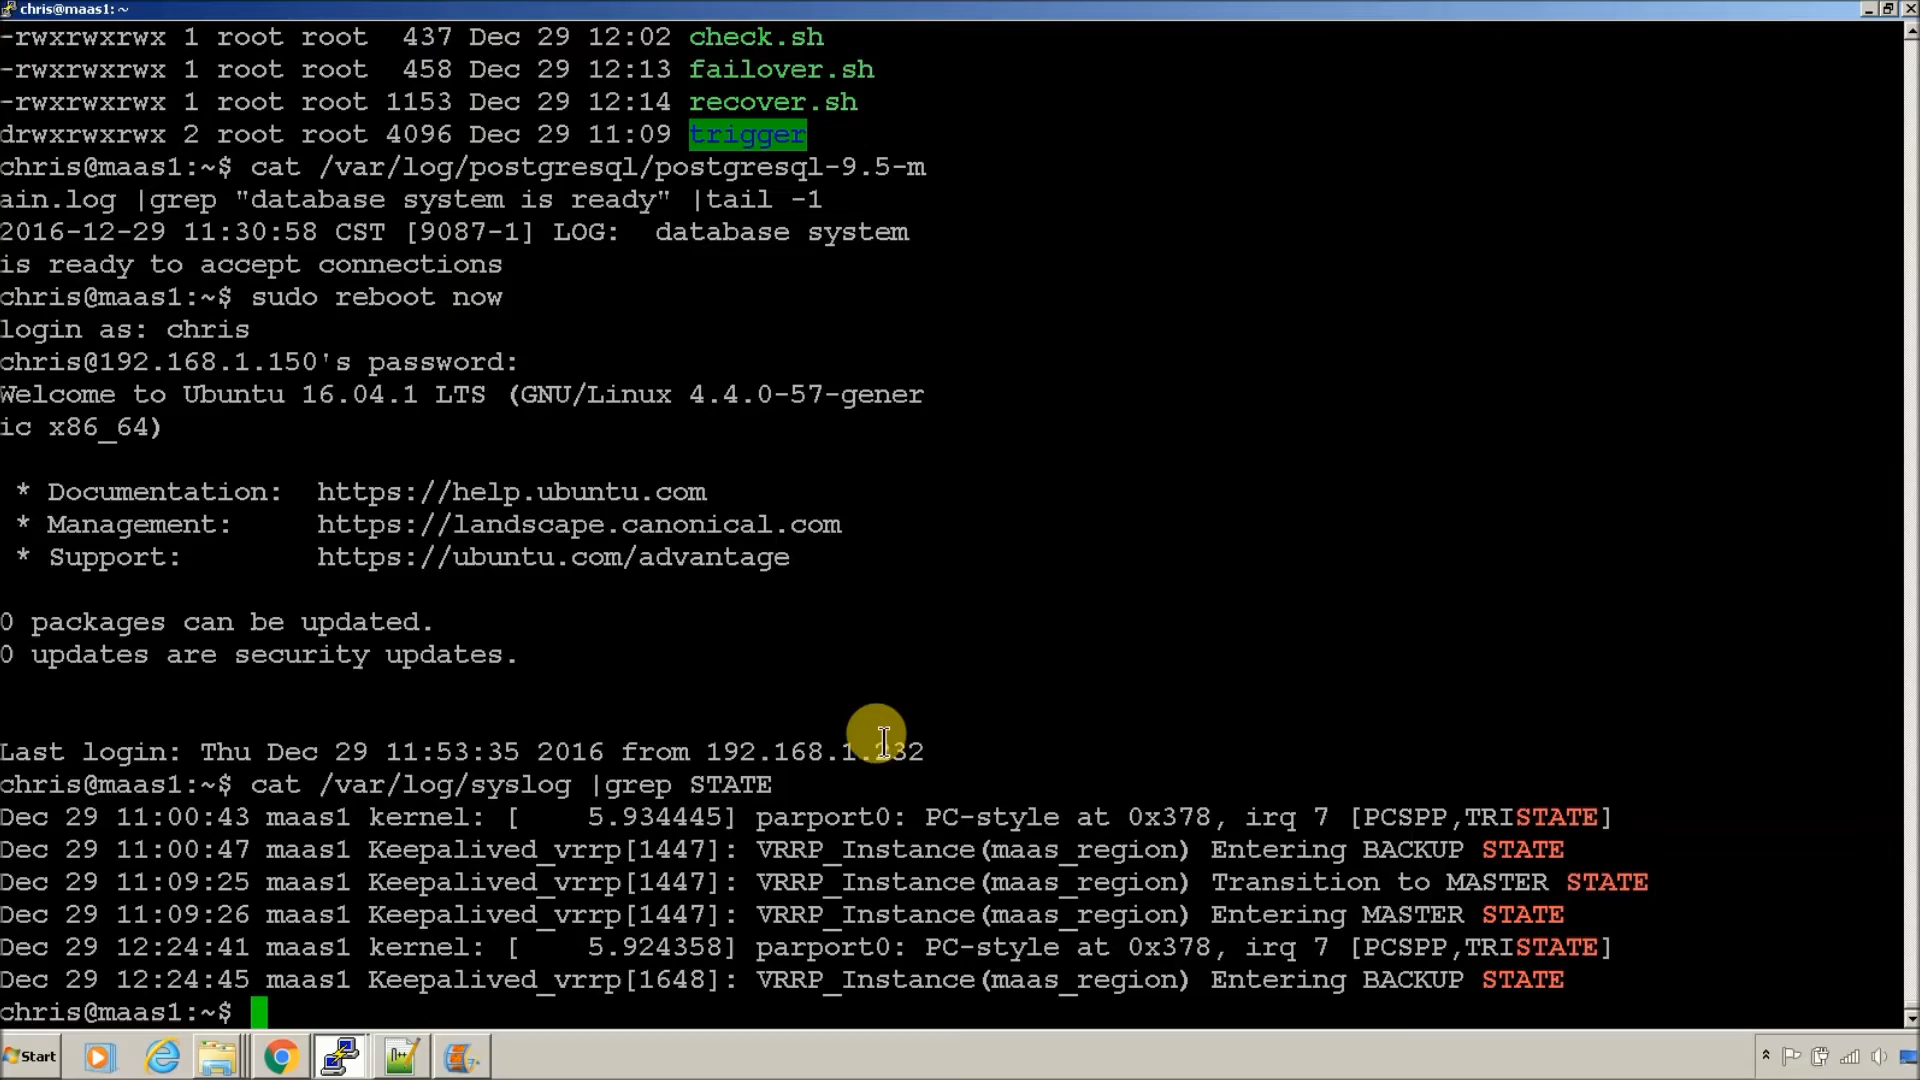 chris@maas1: ~
-rwxrwxrwx 1 root root  437 Dec 29 12:02 check.sh
-rwxrwxrwx 1 root root  458 Dec 29 12:13 failover.sh
-rwxrwxrwx 1 root root 1153 Dec 29 12:14 recover.sh
drwxrwxrwx 2 root root 4096 Dec 29 11:09 trigger
chris@maas1:~$ cat /var/log/postgresql/postgresql-9.5-m
ain.log |grep "database system is ready" |tail -1
2016-12-29 11:30:58 CST [9087-1] LOG:  database system
is ready to accept connections
chris@maas1:~$ sudo reboot now
login as: chris
chris@192.168.1.150's password:
Welcome to Ubuntu 16.04.1 LTS (GNU/Linux 4.4.0-57-gener
ic x86_64)
 * Documentation:  https://help.ubuntu.com
 * Management:     https://landscape.canonical.com
 * Support:        https://ubuntu.com/advantage
0 packages can be updated.
0 updates are security updates.
Last login: Thu Dec 29 11:53:35 2016 from 192.168.1.232
chris@maas1:~$ cat /var/log/syslog |grep STATE
Dec 29 11:00:43 maas1 kernel: [    5.934445] parport0: PC-style at 0x378, irq 7 [PCSPP,TRISTATE]
Dec 29 11:00:47 maas1 Keepalived_vrrp[1447]: VRRP_Instance(maas_region) Entering BACKUP STATE
Dec 29 11:09:25 maas1 Keepalived_vrrp[1447]: VRRP_Instance(maas_region) Transition to MASTER STATE
Dec 29 11:09:26 maas1 Keepalived_vrrp[1447]: VRRP_Instance(maas_region) Entering MASTER STATE
Dec 29 12:24:41 maas1 kernel: [    5.924358] parport0: PC-style at 0x378, irq 7 [PCSPP,TRISTATE]
Dec 29 12:24:45 maas1 Keepalived_vrrp[1648]: VRRP_Instance(maas_region) Entering BACKUP STATE
chris@maas1:~$
Start